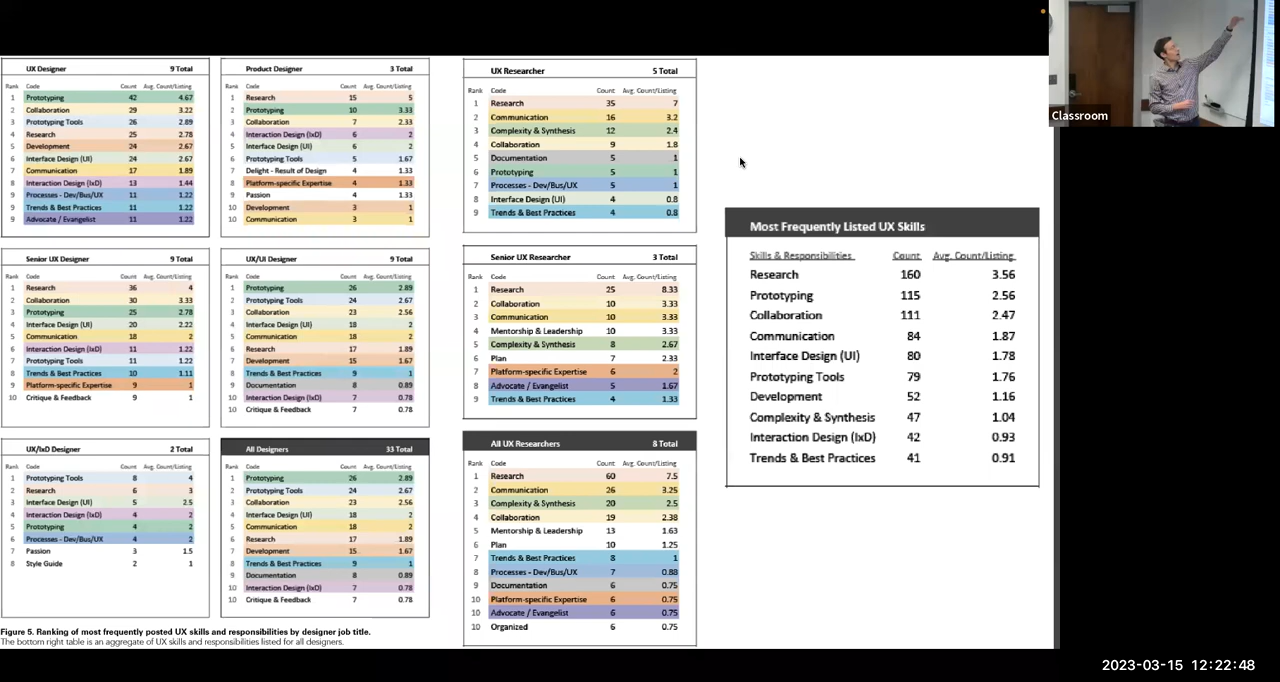 UX Designer 9 Total
Rank Code Count Avg. Count/Listing
1 Prototyping 42 4.67
2 Collaboration 29 3.22
3 Prototyping Tools 26 2.89
4 Research 25 2.78
5 Development 24 2.67
6 Interface Design (UI) 24 2.67
7 Communication 17 1.89
8 Interaction Design (IxD) 13 1.44
9 Processes - Dev/Bus/UX 11 1.22
9 Trends & Best Practices 11 1.22
9 Advocate / Evangelist 11 1.22
Product Designer 3 Total
Rank Code Count Avg. Count/Listing
1 Research 15 5
2 Prototyping 10 3.33
3 Collaboration 7 2.33
4 Interaction Design (IxD) 6 2
5 Interface Design (UI) 6 2
6 Prototyping Tools 5 1.67
7 Delight - Result of Design 4 1.33
8 Platform-specific Expertise 4 1.33
9 Passion 4 1.33
10 Development 3 1
10 Communication 3 1
UX Researcher 5 Total
Rank Code Count Avg. Count/Listing
1 Research 35 7
2 Communication 16 3.2
3 Complexity & Synthesis 12 2.4
4 Collaboration 9 1.8
5 Documentation 5 1
6 Prototyping 5 1
7 Processes - Dev/Bus/UX 5 1
8 Interface Design (UI) 4 0.8
9 Trends & Best Practices 4 0.8
Senior UX Designer 9 Total
Rank Code Count Avg. Count/Listing
1 Research 36 4
2 Collaboration 30 3.33
3 Prototyping 25 2.78
4 Interface Design (UI) 20 2.22
5 Communication 18 2
6 Interaction Design (IxD) 11 1.22
7 Prototyping Tools 11 1.22
8 Trends & Best Practices 10 1.11
9 Platform-specific Expertise 9 1
10 Critique & Feedback 9 1
UX/UI Designer 9 Total
Rank Code Count Avg. Count/Listing
1 Prototyping 26 2.89
2 Prototyping Tools 24 2.67
3 Collaboration 23 2.56
4 Interface Design (UI) 18 2
5 Communication 18 2
6 Research 17 1.89
7 Development 15 1.67
8 Trends & Best Practices 9 1
9 Documentation 8 0.89
10 Interaction Design (IxD) 7 0.78
10 Critique & Feedback 7 0.78
Senior UX Researcher 3 Total
Rank Code Count Avg. Count/Listing
1 Research 25 8.33
2 Collaboration 10 3.33
3 Communication 10 3.33
4 Mentorship & Leadership 10 3.33
5 Complexity & Synthesis 8 2.67
6 Plan 7 2.33
7 Platform-specific Expertise 6 2
8 Advocate / Evangelist 5 1.67
9 Trends & Best Practices 4 1.33
UX/IxD Designer 2 Total
Rank Code Count Avg. Count/Listing
1 Prototyping Tools 8 4
2 Research 6 3
3 Interface Design (UI) 5 2.5
4 Interaction Design (IxD) 4 2
5 Prototyping 4 2
6 Processes - Dev/Bus/UX 4 2
7 Passion 3 1.5
8 Style Guide 2 1
All Designers 33 Total
Rank Code Count Avg. Count/Listing
1 Prototyping 26 2.89
2 Prototyping Tools 24 2.67
3 Collaboration 23 2.56
4 Interface Design (UI) 18 2
5 Communication 18 2
6 Research 17 1.89
7 Development 15 1.67
8 Trends & Best Practices 9 1
9 Documentation 8 0.89
10 Interaction Design (IxD) 7 0.78
10 Critique & Feedback 7 0.78
All UX Researchers 8 Total
Rank Code Count Avg. Count/Listing
1 Research 60 7.5
2 Communication 26 3.25
3 Complexity & Synthesis 20 2.5
4 Collaboration 19 2.38
5 Mentorship & Leadership 13 1.63
6 Plan 10 1.25
7 Trends & Best Practices 8 1
8 Processes - Dev/Bus/UX 7 0.88
9 Documentation 6 0.75
10 Platform-specific Expertise 6 0.75
10 Advocate / Evangelist 6 0.75
10 Organized 6 0.75
Figure 5. Ranking of most frequently posted UX skills and responsibilities by designer job title.
The bottom right table is an aggregate of UX skills and responsibilities listed for all designers.
Most Frequently Listed UX Skills
Skills & Responsibilities Count Avg. Count/Listing
Research 160 3.56
Prototyping 115 2.56
Collaboration 111 2.47
Communication 84 1.87
Interface Design (UI) 80 1.78
Prototyping Tools 79 1.76
Development 52 1.16
Complexity & Synthesis 47 1.04
Interaction Design (IxD) 42 0.93
Trends & Best Practices 41 0.91
Classroom
2023-03-15 12:22:48